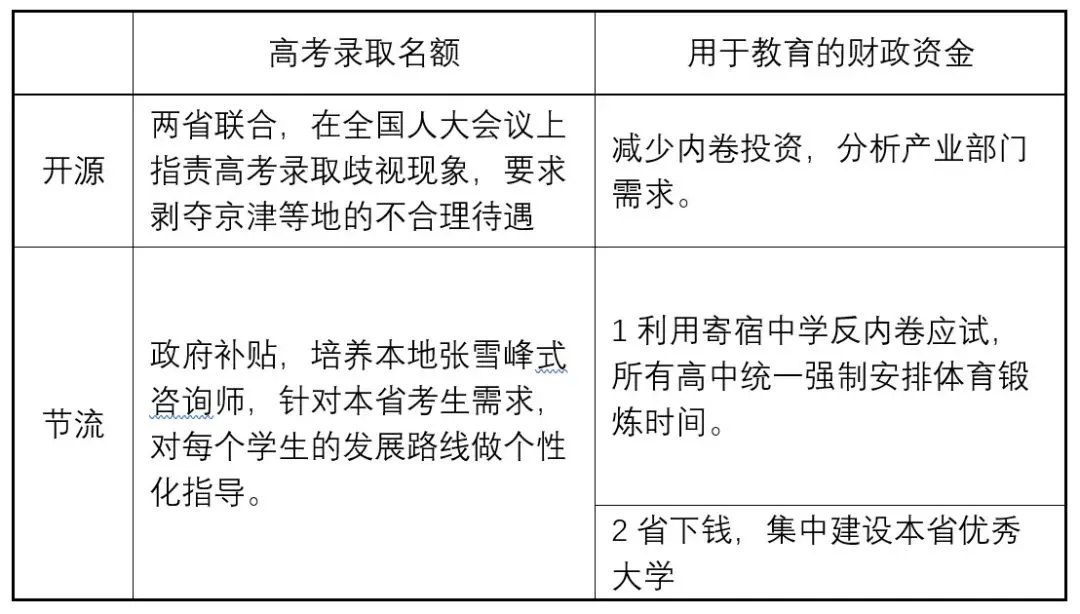 高考录取名额
用于教育的财政资金
开源
两省联合，在全国人大会议上
指责高考录取歧视现象，要求
剥夺京津等地的不合理待遇
减少内卷投资，分析产业部门
需求。
节流
政府补贴，培养本地张雪峰式
咨询师，针对本省考生需求，
对每个学生的发展路线做个性
化指导。
1 利用寄宿中学反内卷应试，
所有高中统一强制安排体育锻
炼时间。
2 省下钱，集中建设本省优秀
大学